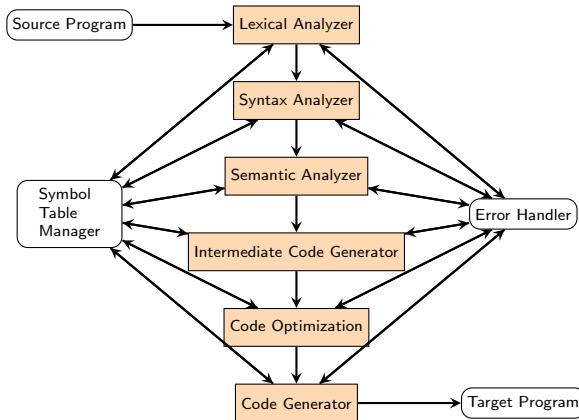 Source Program
Lexical Analyzer
Syntax Analyzer
Semantic Analyzer
Symbol
Table
Manager
Error Handler
Intermediate Code Generator
Code Optimization
Code Generator
Target Program